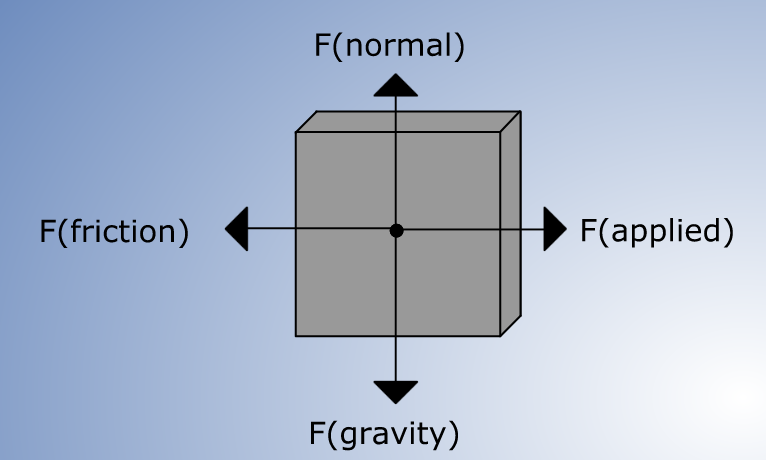 F(normal)
F(friction)
F(applied)
F(gravity)